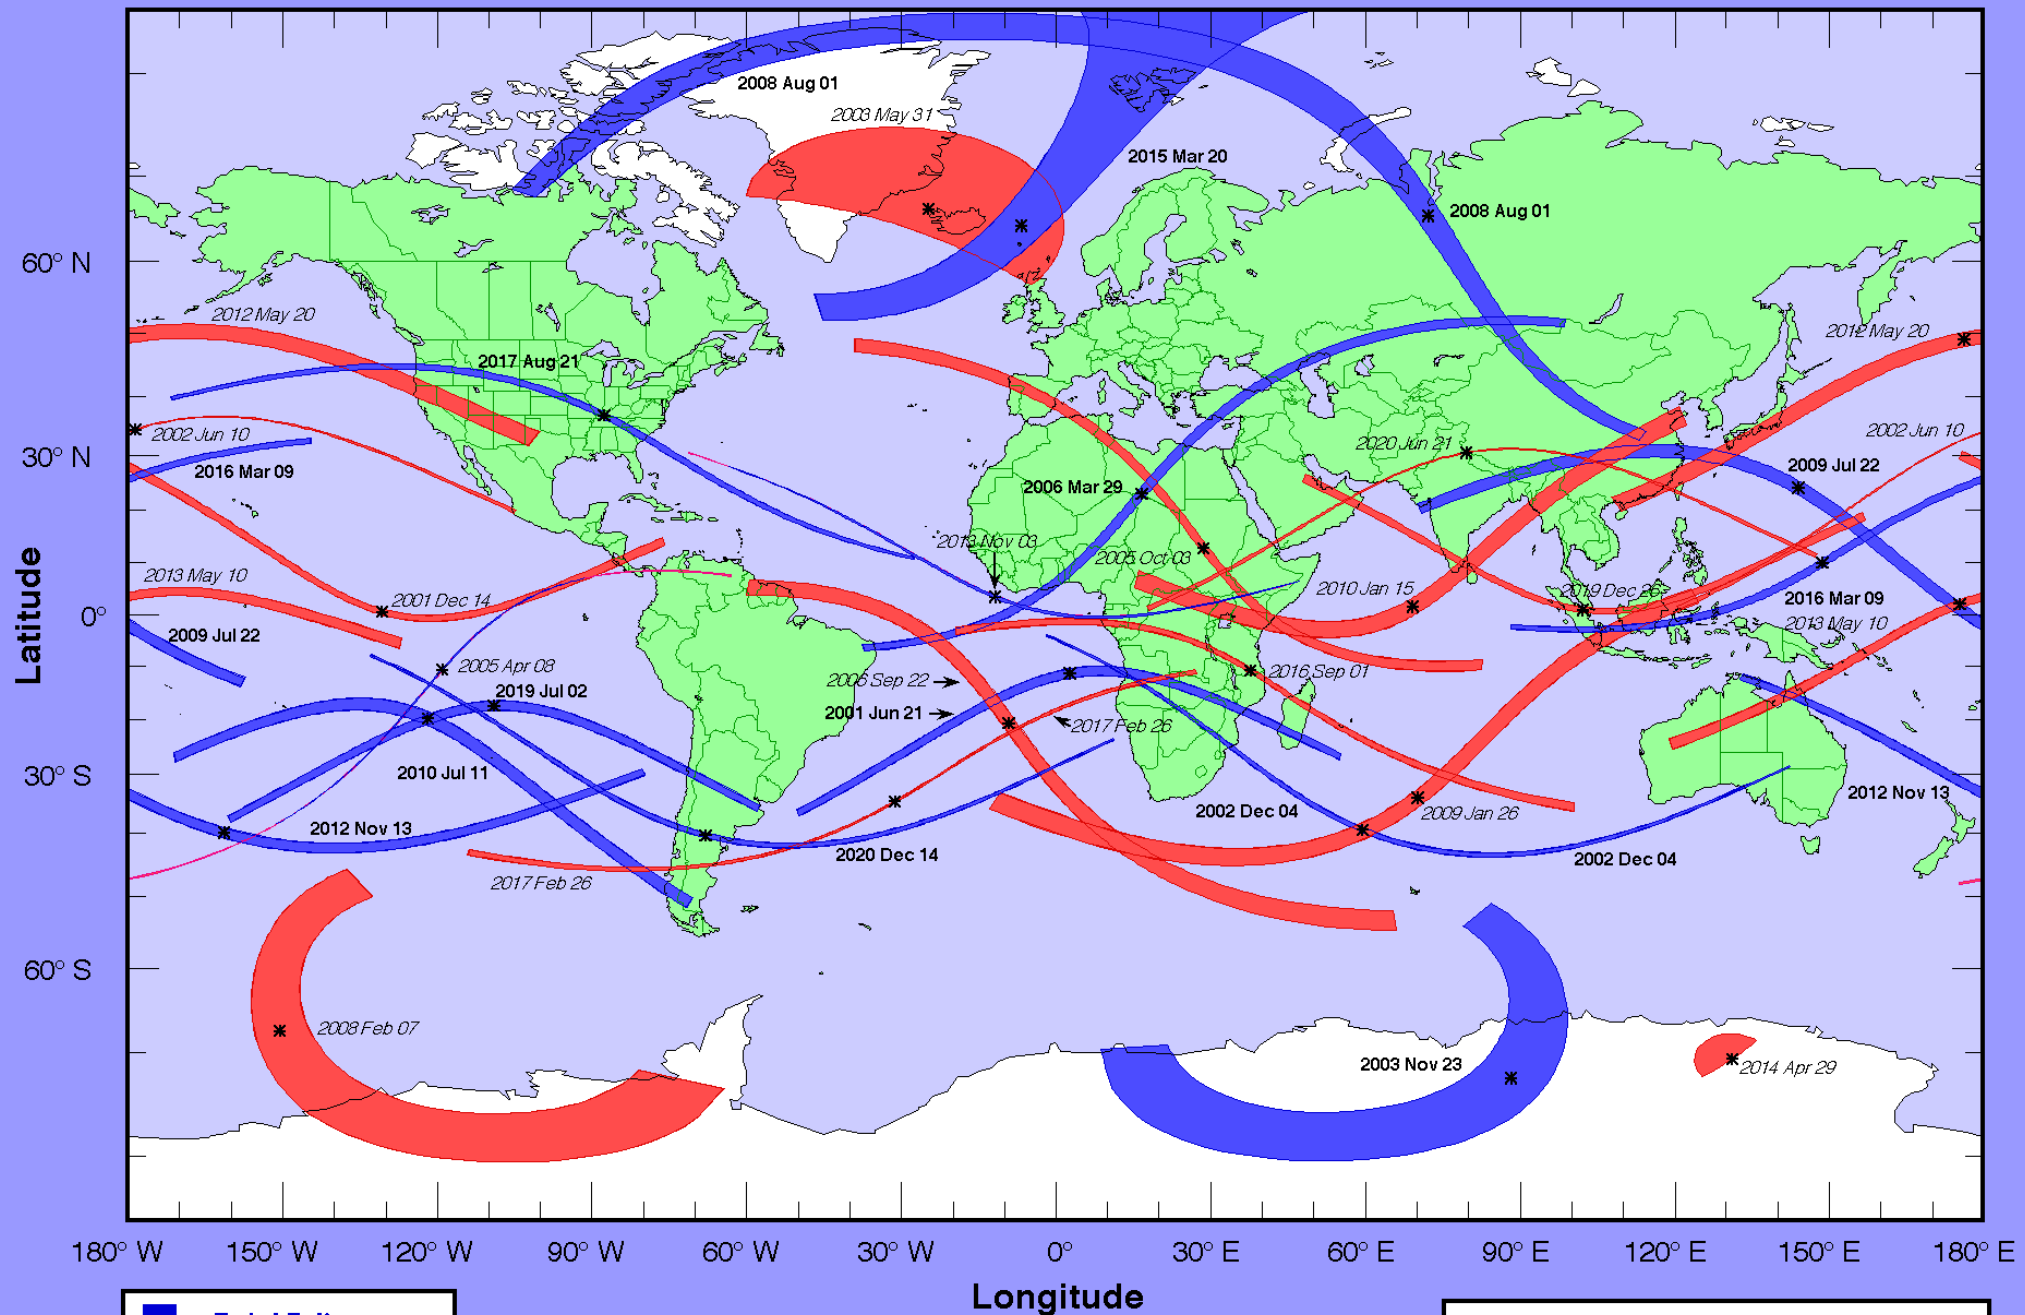 2008 Aug 01
2003 May 31
2015 Mar 20
2008 Aug 01
60° N
2012 May 20
2012 May 20
2017 Aug 21
2002 Jun 10
2002 Jun 10
2020 Jun 21
30° N
2016 Mar 09
2009 Jul 22
2006 Mar 29
2013 Nov 03
2005 Oct 03
2013 May 10
2010 Jan 15
2019 Dec 26
2001 Dec 14
2016 Mar 09
0°
2013 May 10
2009 Jul 22
Latitude
2005 Apr 08
2016 Sep 01
2006 Sep 22
2019 Jul 02
2001 Jun 21
2017 Feb 26
30° S
2010 Jul 11
2012 Nov 13
2002 Dec 04
2009 Jan 26
2012 Nov 13
2020 Dec 14
2002 Dec 04
2017 Feb 26
60° S
2008 Feb 07
2003 Nov 23
2014 Apr 29
180° W 150° W 120° W 90° W 60° W 30° W 0° 30° E 60° E 90° E 120° E 150° E 180° E
Longitude